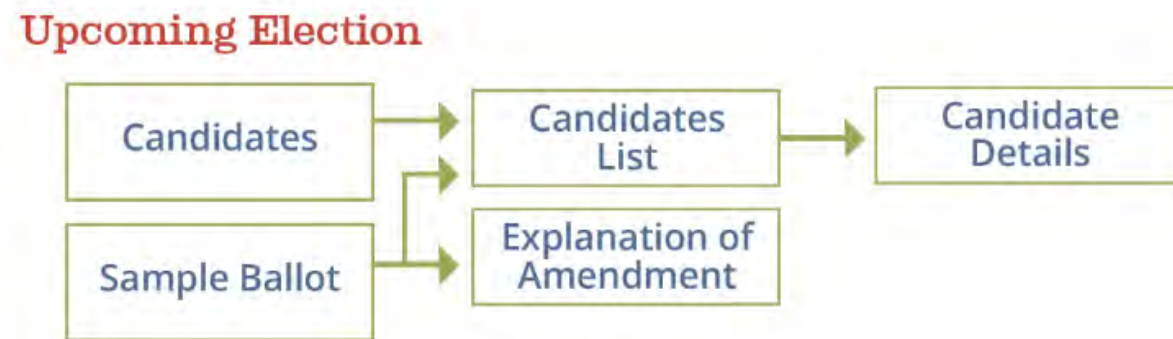 Upcoming Election
Candidates
Candidates
List
Candidate
Details
Sample Ballot
Explanation of
Amendment